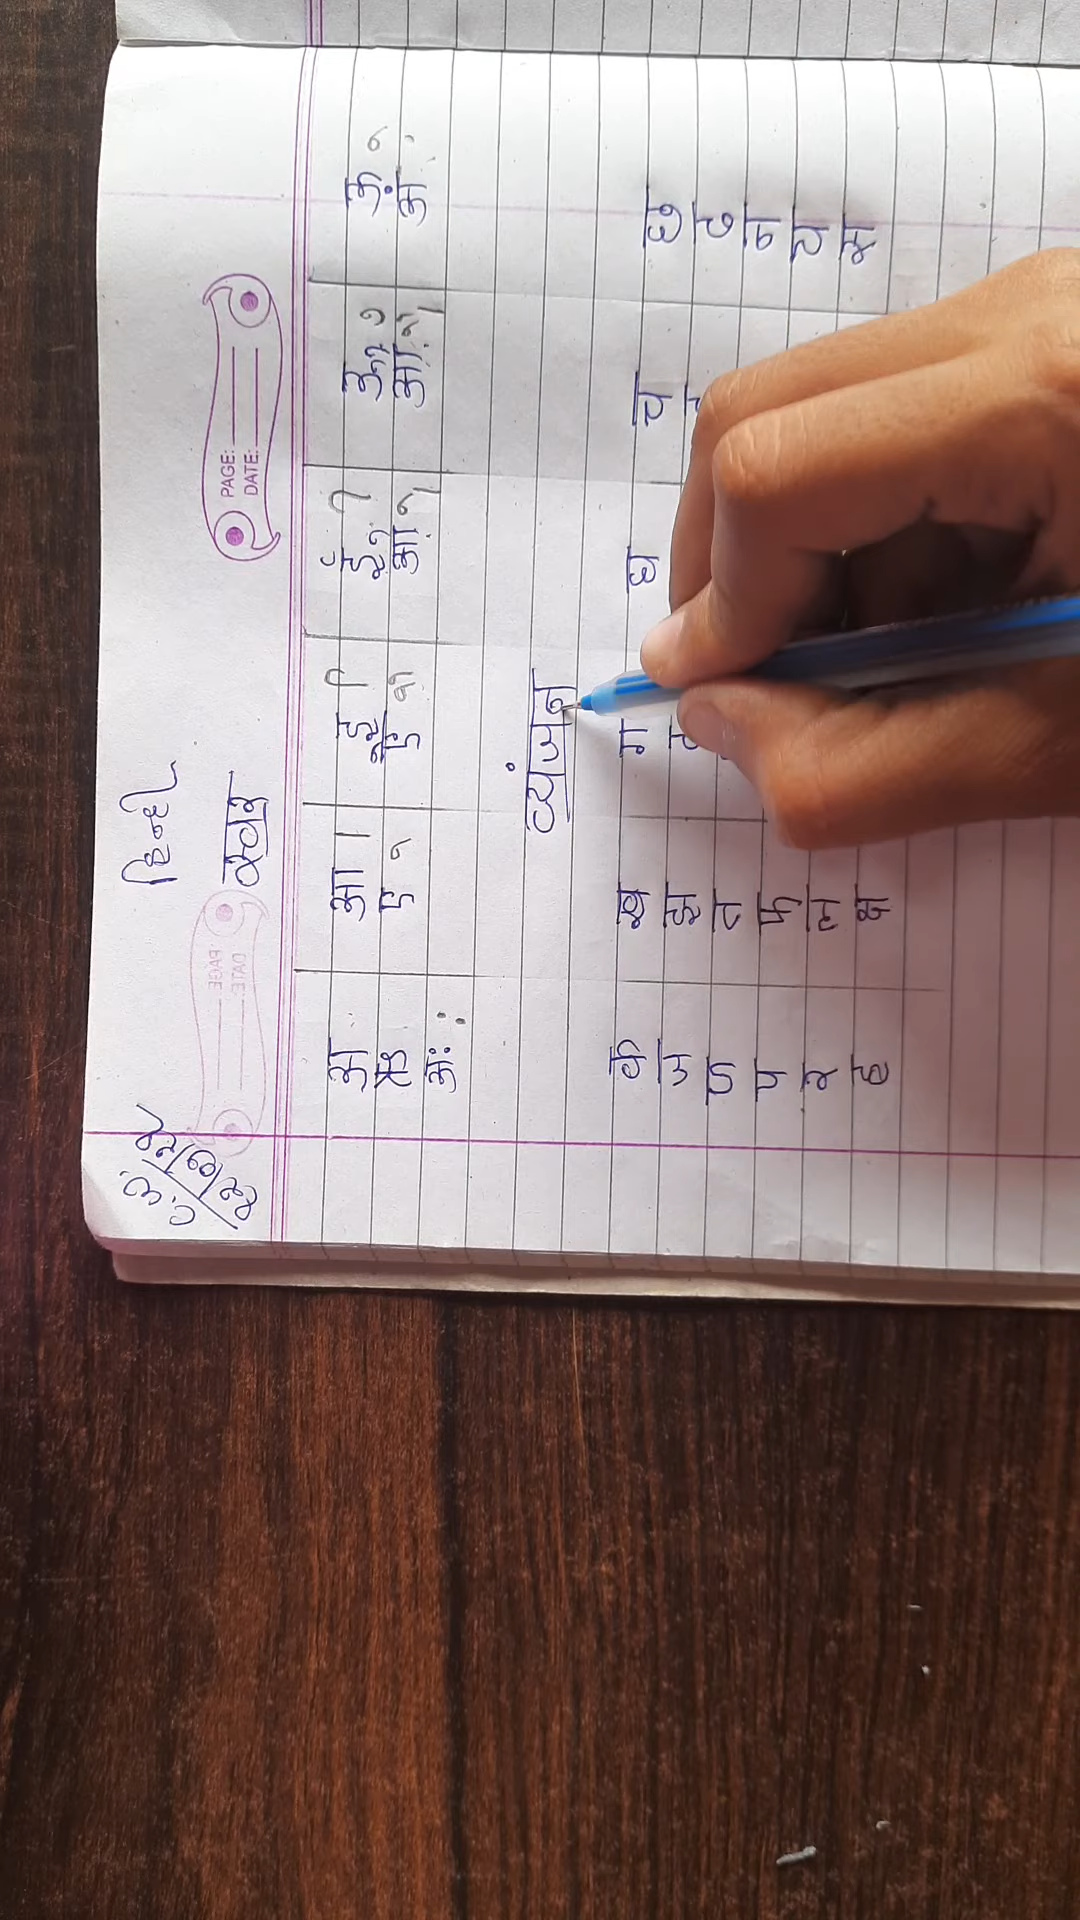 हिन्दी
PAGE:
DATE:
स्वर
अ आ ा इ ि ई ी
ऋ ए े ऐ ै ओ ो औ ौ अं ं
अः ः
व्यंजन
क ख ग घ च छ
ज झ ट ढ
ण त न
प फ य
र ल स
ह क्ष